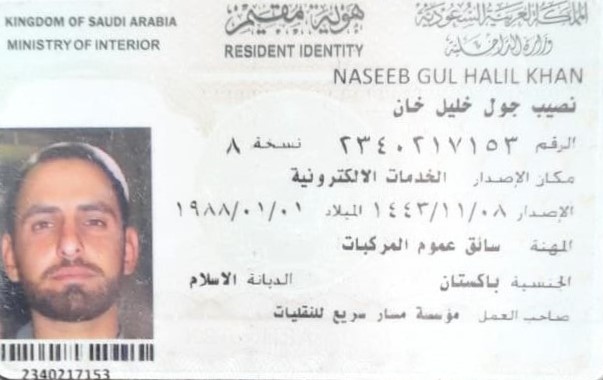 KINGDOM OF SAUDI ARABIA
MINISTRY OF INTERIOR
هوية مقيم
RESIDENT IDENTITY
المملكة العربية السعودية
وزارة الداخلية
NASEEB GUL HALIL KHAN
نصيب جول خليل خان
الرقم ٢٣٤٠٢١٧١٥٣ نسخة ٨
مكان الإصدار الخدمات الالكترونية
الإصدار ١٤٤٣/١١/٠٨ الميلاد ١٩٨٨/٠١/٠١
المهنة سائق عموم المركبات
الجنسية باكستان الديانة الاسلام
صاحب العمل مؤسسة مسار سريع للنقليات
2340217153